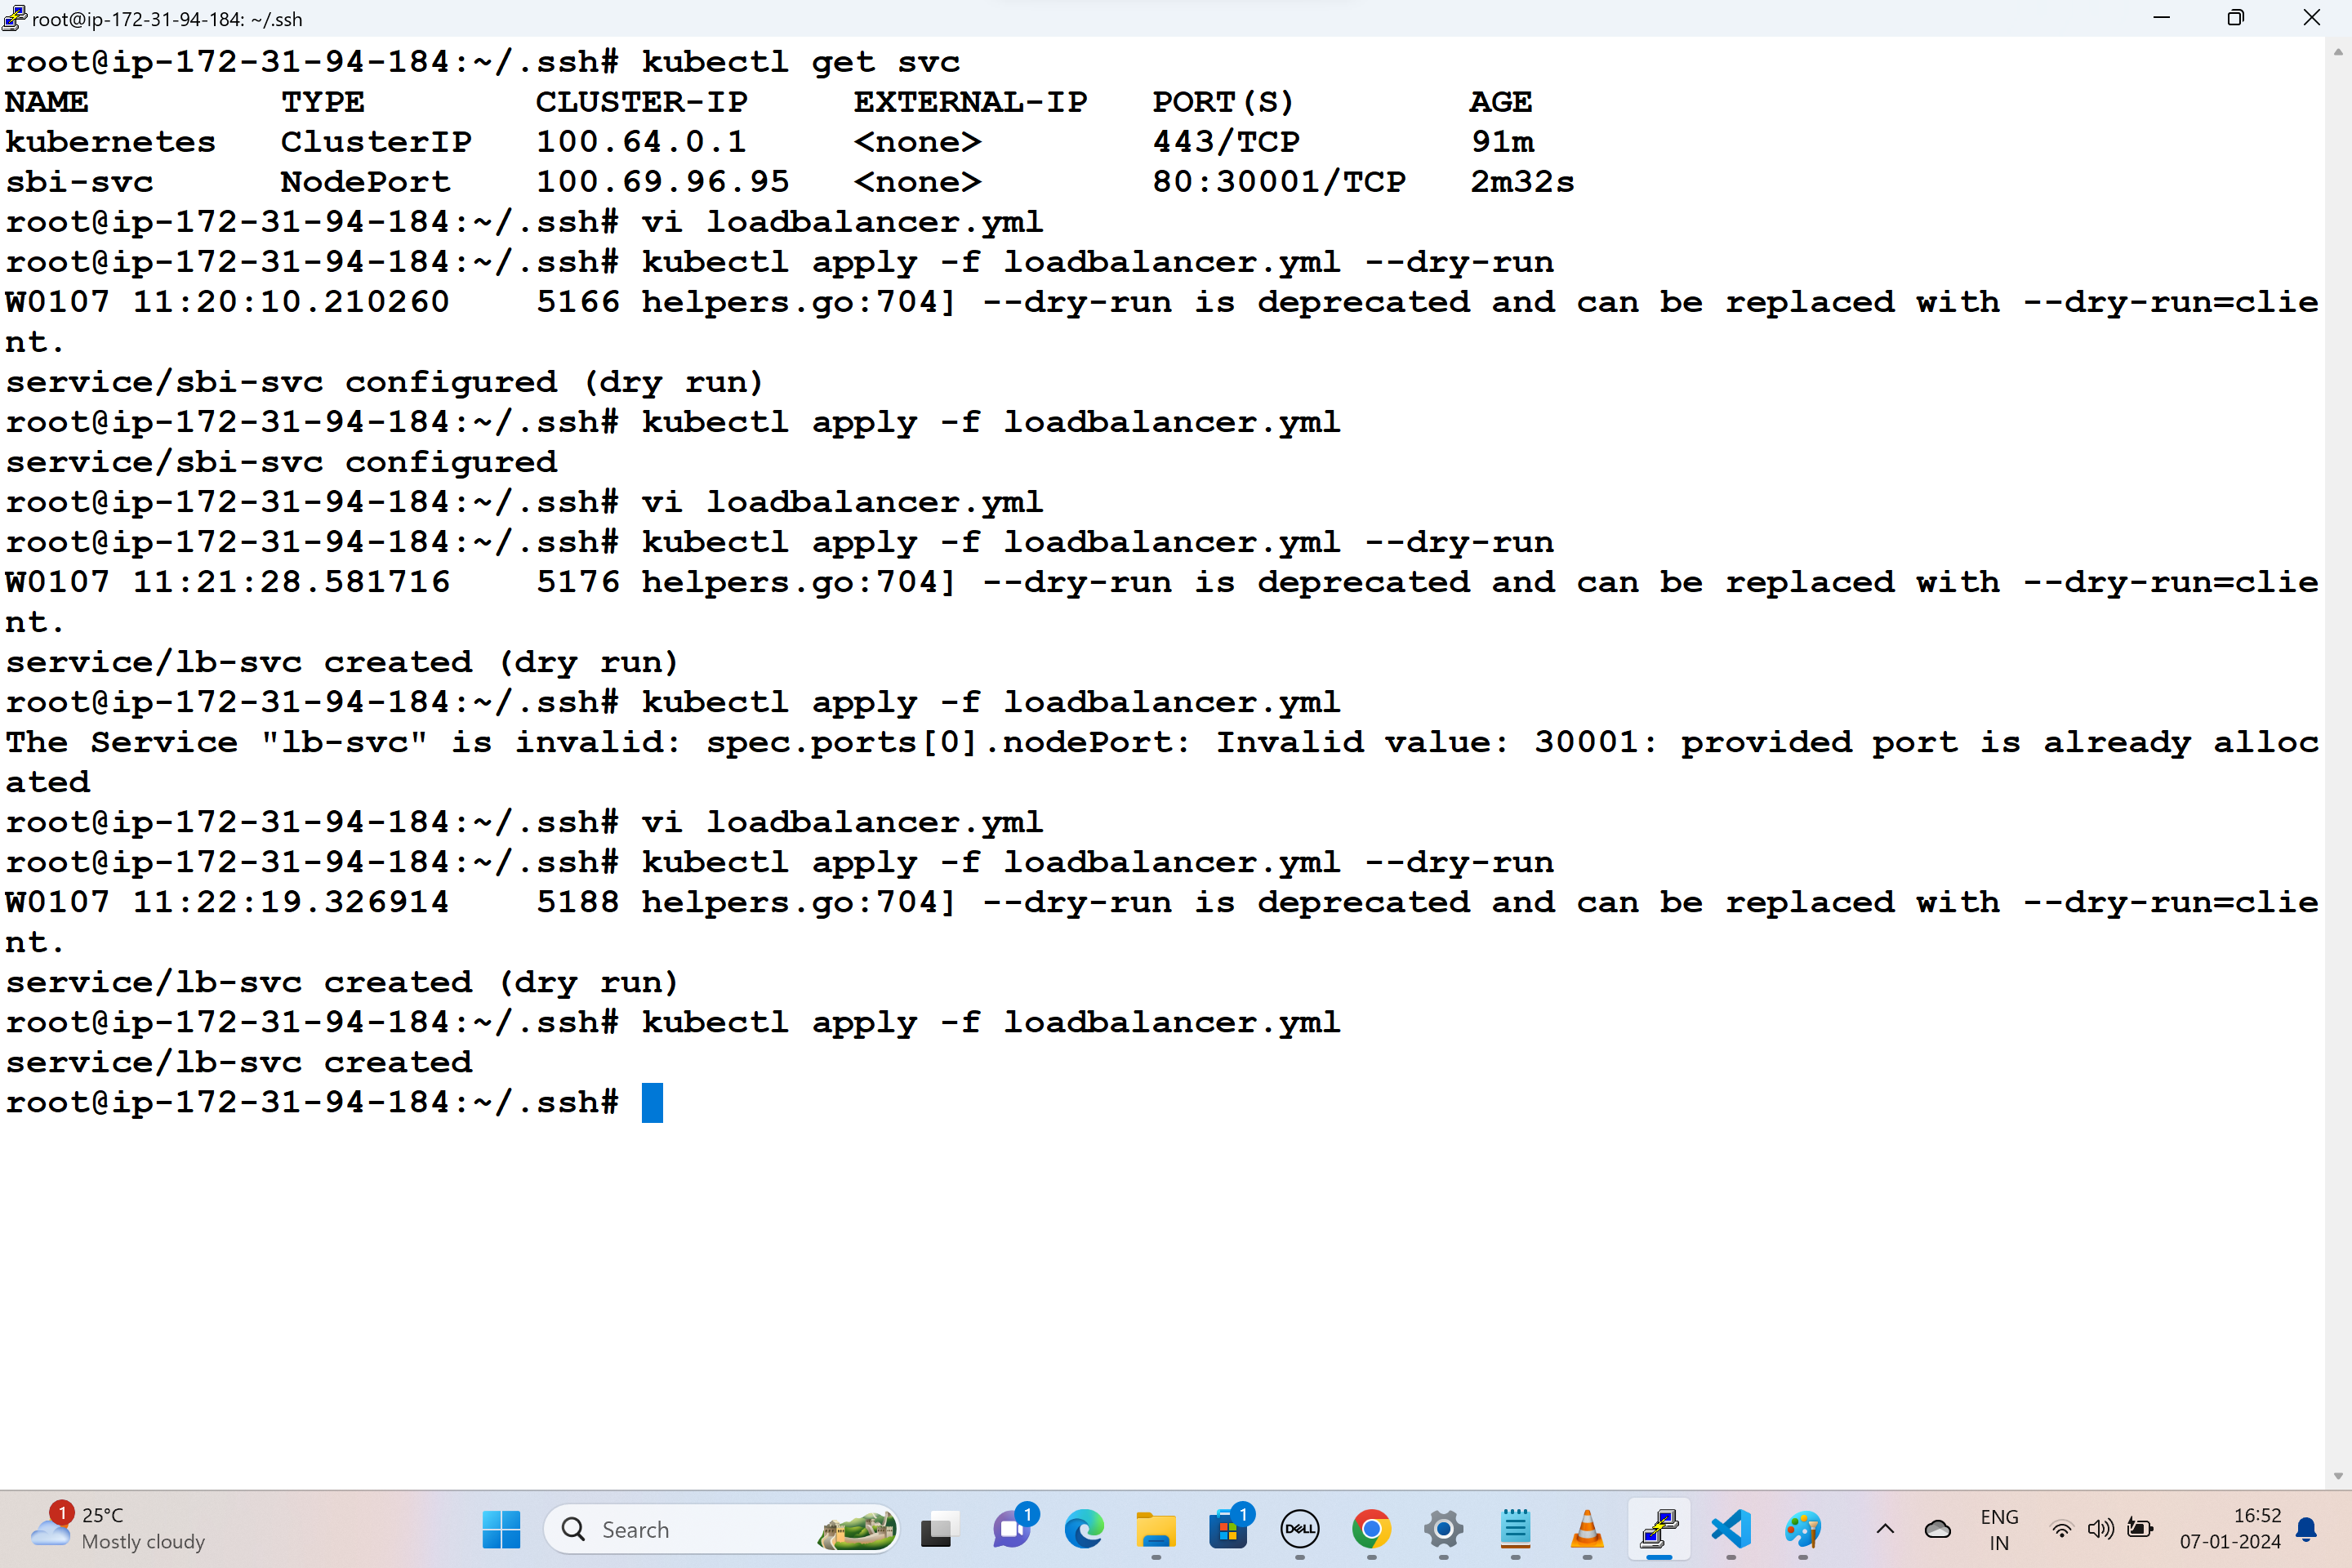 root@ip-172-31-94-184: ~/.ssh
root@ip-172-31-94-184:~/.ssh# kubectl get svc
NAME         TYPE        CLUSTER-IP     EXTERNAL-IP   PORT(S)        AGE
kubernetes   ClusterIP   100.64.0.1     <none>        443/TCP        91m
sbi-svc      NodePort    100.69.96.95   <none>        80:30001/TCP   2m32s
root@ip-172-31-94-184:~/.ssh# vi loadbalancer.yml
root@ip-172-31-94-184:~/.ssh# kubectl apply -f loadbalancer.yml --dry-run
W0107 11:20:10.210260    5166 helpers.go:704] --dry-run is deprecated and can be replaced with --dry-run=clie
nt.
service/sbi-svc configured (dry run)
root@ip-172-31-94-184:~/.ssh# kubectl apply -f loadbalancer.yml
service/sbi-svc configured
root@ip-172-31-94-184:~/.ssh# vi loadbalancer.yml
root@ip-172-31-94-184:~/.ssh# kubectl apply -f loadbalancer.yml --dry-run
W0107 11:21:28.581716    5176 helpers.go:704] --dry-run is deprecated and can be replaced with --dry-run=clie
nt.
service/lb-svc created (dry run)
root@ip-172-31-94-184:~/.ssh# kubectl apply -f loadbalancer.yml
The Service "lb-svc" is invalid: spec.ports[0].nodePort: Invalid value: 30001: provided port is already alloc
ated
root@ip-172-31-94-184:~/.ssh# vi loadbalancer.yml
root@ip-172-31-94-184:~/.ssh# kubectl apply -f loadbalancer.yml --dry-run
W0107 11:22:19.326914    5188 helpers.go:704] --dry-run is deprecated and can be replaced with --dry-run=clie
nt.
service/lb-svc created (dry run)
root@ip-172-31-94-184:~/.ssh# kubectl apply -f loadbalancer.yml
service/lb-svc created
root@ip-172-31-94-184:~/.ssh#
1 25°C
Mostly cloudy
Search
1
1
DELL
ENG
IN
16:52
07-01-2024